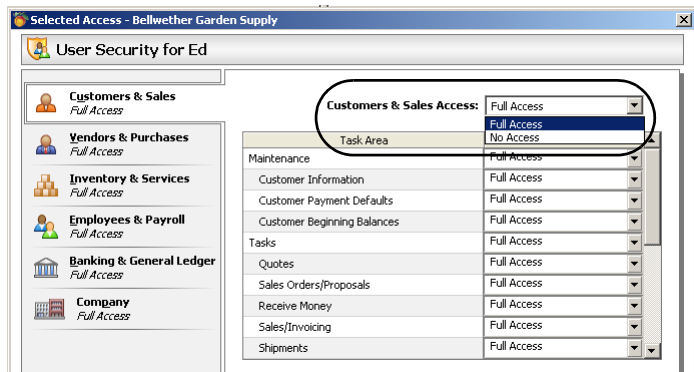 Selected Access - Bellwether Garden Supply
User Security for Ed
Customers & Sales
Full Access
Vendors & Purchases
Full Access
Inventory & Services
Full Access
Employees & Payroll
Full Access
Banking & General Ledger
Full Access
Company
Full Access
Customers & Sales Access: Full Access
Full Access
No Access
Task Area
Maintenance Full Access
Customer Information Full Access
Customer Payment Defaults Full Access
Customer Beginning Balances Full Access
Tasks Full Access
Quotes Full Access
Sales Orders/Proposals Full Access
Receive Money Full Access
Sales/Invoicing Full Access
Shipments Full Access